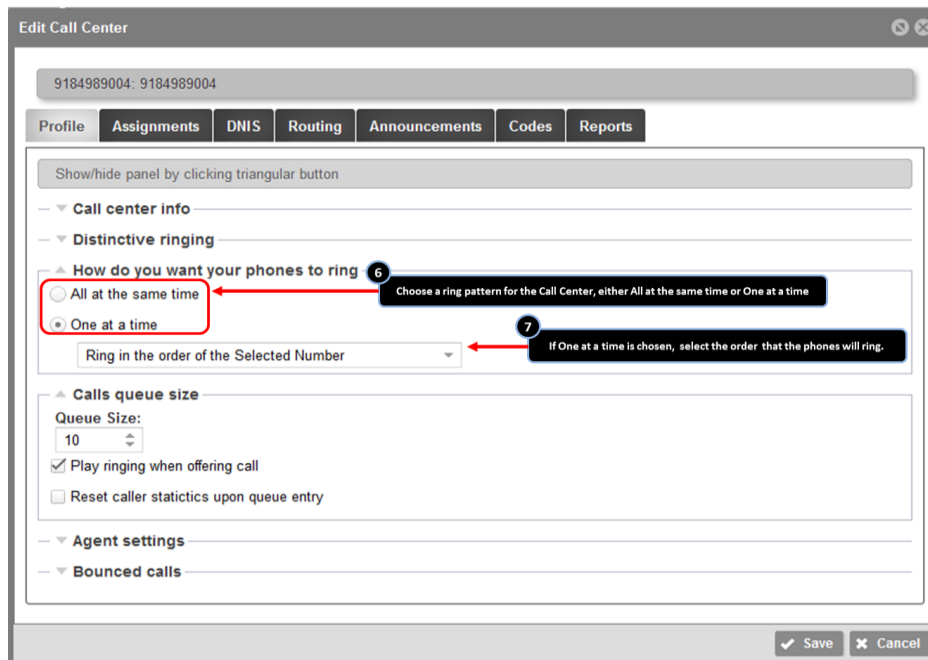 Edit Call Center
9184989004: 9184989004
Profile Assignments DNIS Routing Announcements Codes Reports
Show/hide panel by clicking triangular button
Call center info
Distinctive ringing
How do you want your phones to ring
6
All at the same time
Choose a ring pattern for the Call Center, either All at the same time or One at a time
One at a time
7
Ring in the order of the Selected Number
If One at a time is chosen, select the order that the phones will ring.
Calls queue size
Queue Size:
10
Play ringing when offering call
Reset caller statictics upon queue entry
Agent settings
Bounced calls
Save Cancel